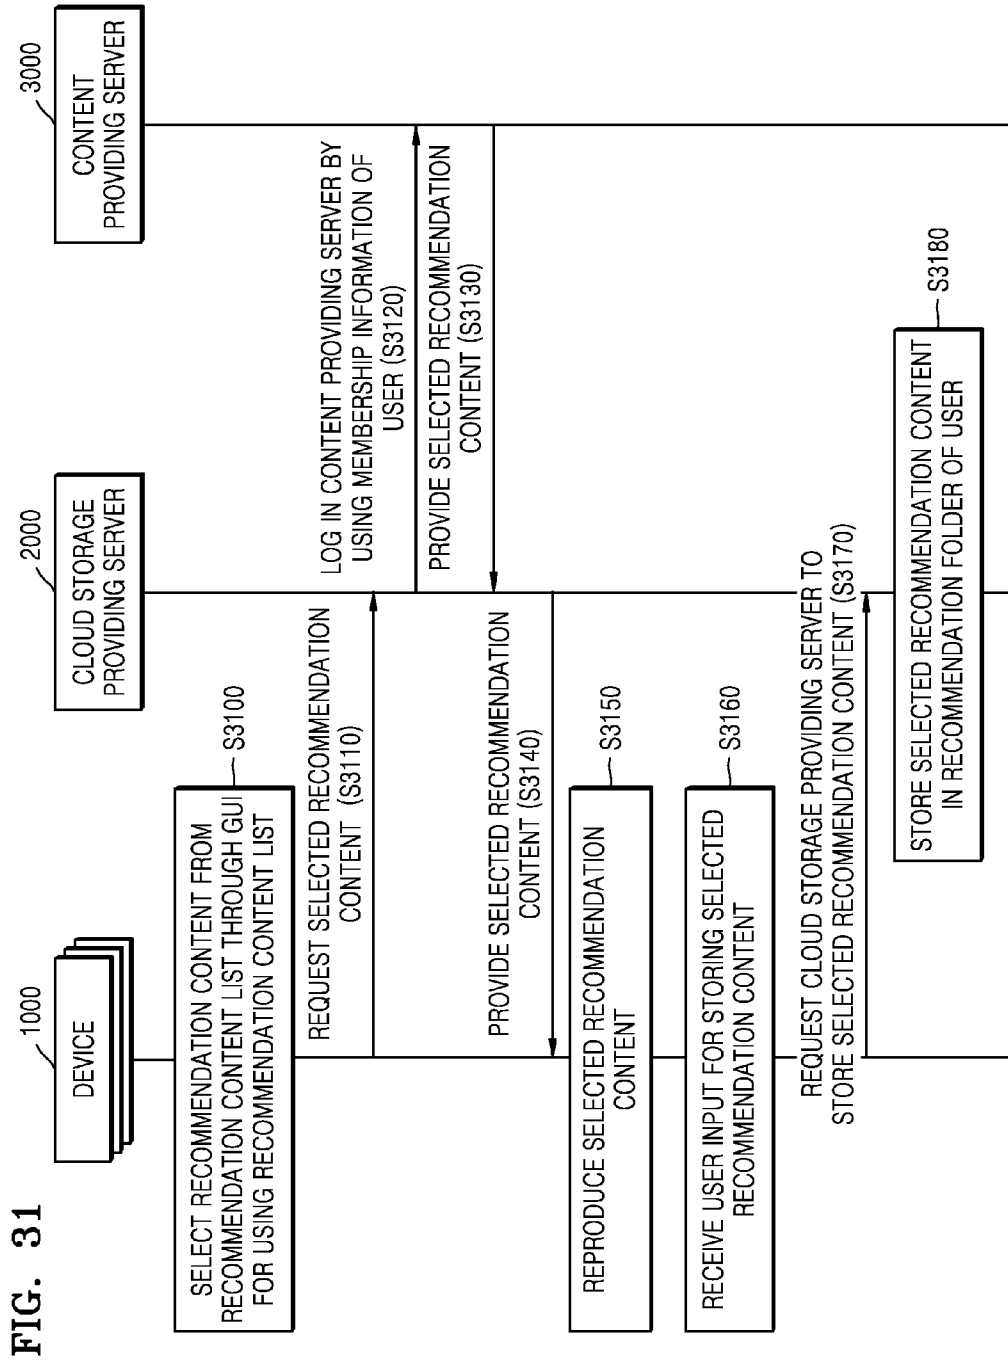 FIG. 31
1000
DEVICE
2000
CLOUD STORAGE
PROVIDING SERVER
3000
CONTENT
PROVIDING SERVER
SELECT RECOMMENDATION CONTENT FROM
RECOMMENDATION CONTENT LIST THROUGH GUI
FOR USING RECOMMENDATION CONTENT LIST
S3100
REQUEST SELECTED RECOMMENDATION
CONTENT (S3110)
LOG IN CONTENT PROVIDING SERVER BY
USING MEMBERSHIP INFORMATION OF
USER (S3120)
PROVIDE SELECTED RECOMMENDATION
CONTENT (S3130)
PROVIDE SELECTED RECOMMENDATION
CONTENT (S3140)
REPRODUCE SELECTED RECOMMENDATION
CONTENT
S3150
RECEIVE USER INPUT FOR STORING SELECTED
RECOMMENDATION CONTENT
S3160
REQUEST CLOUD STORAGE PROVIDING SERVER TO
STORE SELECTED RECOMMENDATION CONTENT (S3170)
STORE SELECTED RECOMMENDATION CONTENT
IN RECOMMENDATION FOLDER OF USER
S3180